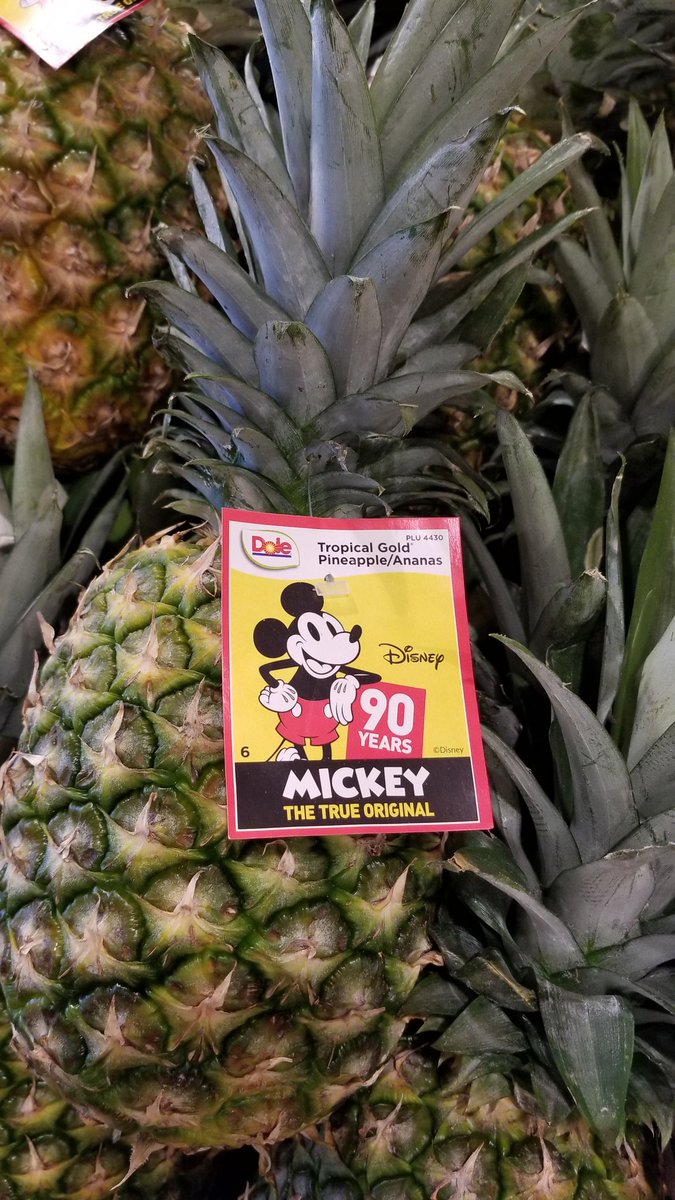 Dole
PLU 4430
Tropical Gold®
Pineapple/Ananas
Disney
90
YEARS
6
©Disney
MICKEY
THE TRUE ORIGINAL